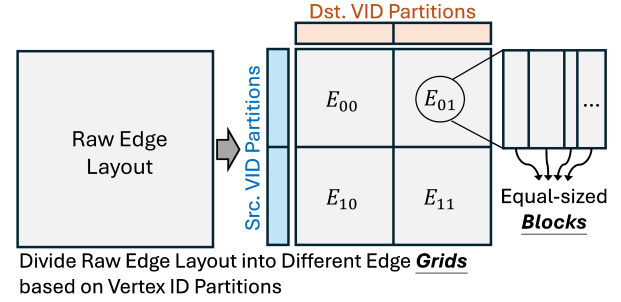 Dst. VID Partitions
Src. VID Partitions
Raw Edge
Layout
E₀₀
E₀₁
...
E₁₀
E₁₁
Equal-sized
Blocks
Divide Raw Edge Layout into Different Edge Grids
based on Vertex ID Partitions